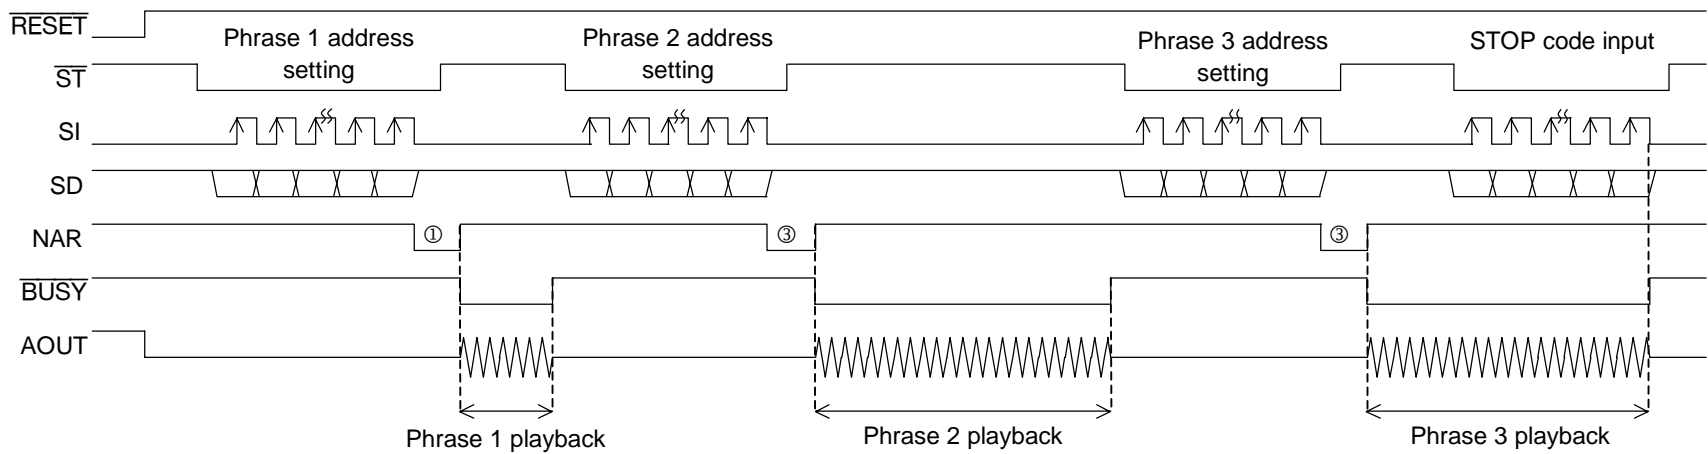 RESET
Phrase 1 address
setting
Phrase 2 address
setting
Phrase 3 address
setting
STOP code input
ST
SI
SD
NAR
①
③
③
BUSY
AOUT
Phrase 1 playback
Phrase 2 playback
Phrase 3 playback